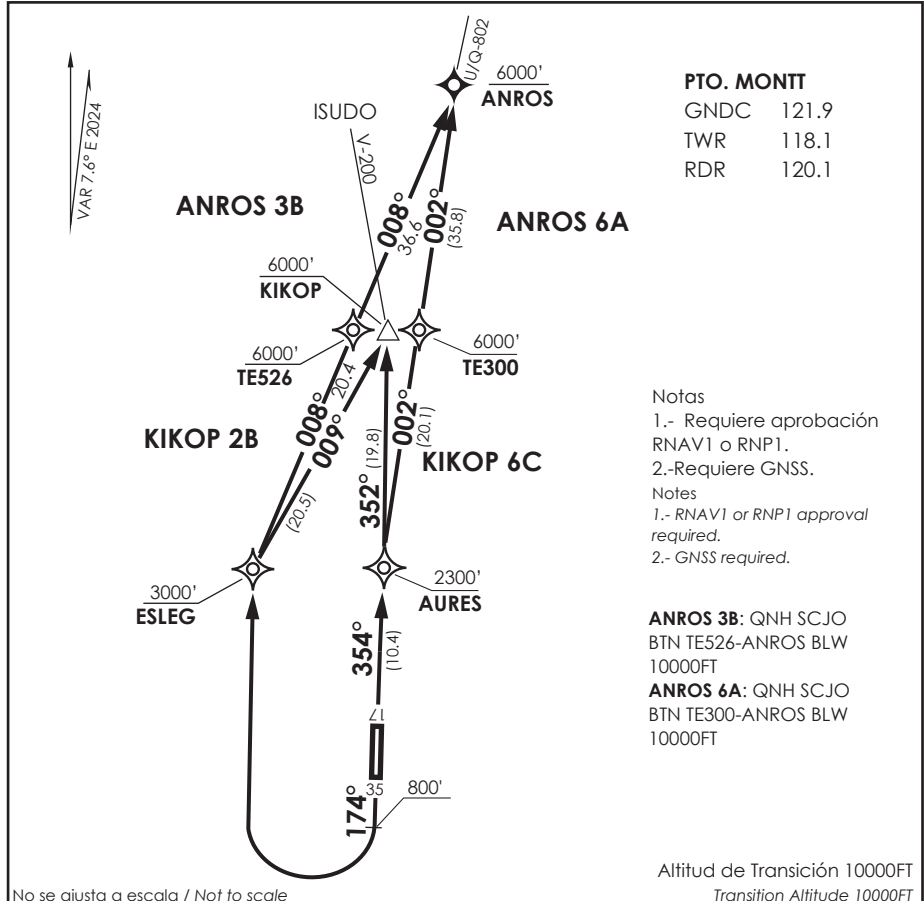 U/Q-802
6000'
ANROS
PTO. MONTT
GNDC 121.9
TWR 118.1
RDR 120.1
VAR 7.6° E 2024
ISUDO
V-200
ANROS 3B
008°
36.6
002°
(35.8)
ANROS 6A
6000'
KIKOP
6000'
TE526
6000'
TE300
KIKOP 2B
008°
009°
20.4
(20.5)
352°
(19.8)
002°
(20.1)
KIKOP 6C
Notas
1.- Requiere aprobación
RNAV1 o RNP1.
2.-Requiere GNSS.
Notes
1.- RNAV1 or RNP1 approval
required.
2.- GNSS required.
3000'
ESLEG
2300'
AURES
354°
(10.4)
ANROS 3B: QNH SCJO
BTN TE526-ANROS BLW
10000FT
ANROS 6A: QNH SCJO
BTN TE300-ANROS BLW
10000FT
17
35
174°
800'
Altitud de Transición 10000FT
Transition Altitude 10000FT
No se ajusta a escala / Not to scale